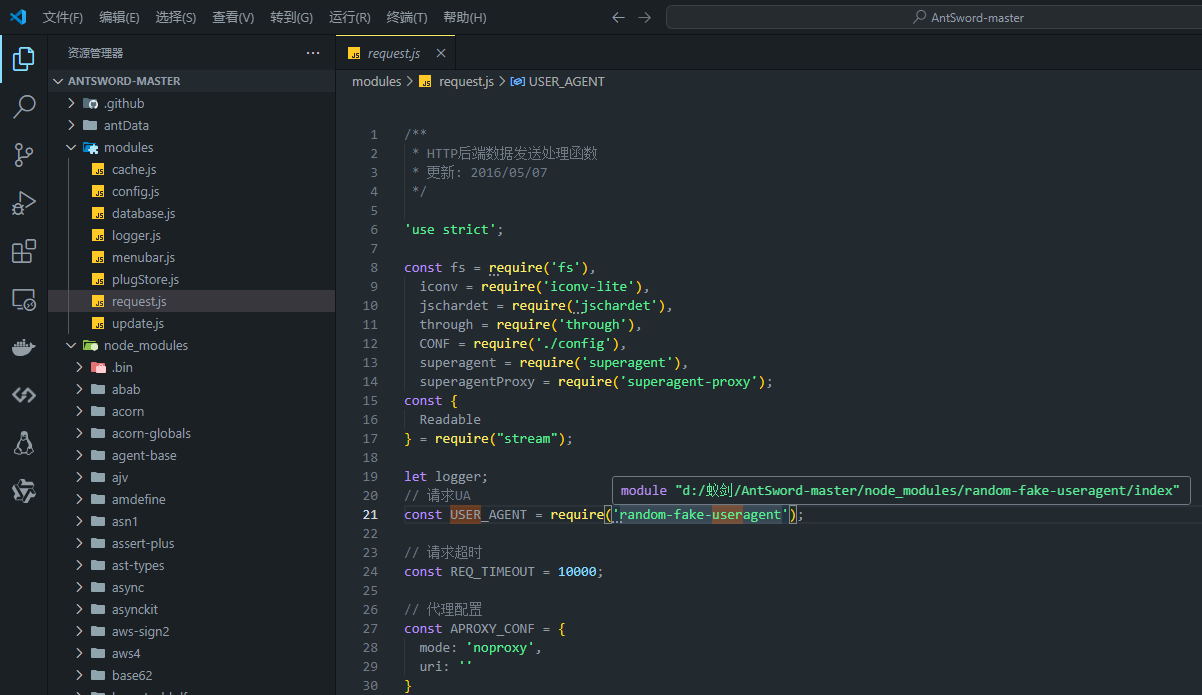 文件(F) 编辑(E) 选择(S) 查看(V) 转到(G) 运行(R) 终端(T) 帮助(H) AntSword-master
资源管理器
ANTSWORD-MASTER
.github
antData
modules
cache.js
config.js
database.js
logger.js
menubar.js
plugStore.js
request.js
update.js
node_modules
.bin
abab
acorn
acorn-globals
agent-base
ajv
amdefine
asn1
assert-plus
ast-types
async
asynckit
aws-sign2
aws4
base62
JS request.js
modules > JS request.js > USER_AGENT
1 /**
2 * HTTP后端数据发送处理函数
3 * 更新: 2016/05/07
4 */
5
6 'use strict';
7
8 const fs = require('fs'),
9 iconv = require('iconv-lite'),
10 jschardet = require('jschardet'),
11 through = require('through'),
12 CONF = require('./config'),
13 superagent = require('superagent'),
14 superagentProxy = require('superagent-proxy');
15 const {
16 Readable
17 } = require("stream");
18
19 let logger;
module "d:/蚁剑/AntSword-master/node_modules/random-fake-useragent/index"
20 // 请求UA
21 const USER_AGENT = require('random-fake-useragent');
22
23 // 请求超时
24 const REQ_TIMEOUT = 10000;
25
26 // 代理配置
27 const APROXY_CONF = {
28 mode: 'noproxy',
29 uri: ''
30 }